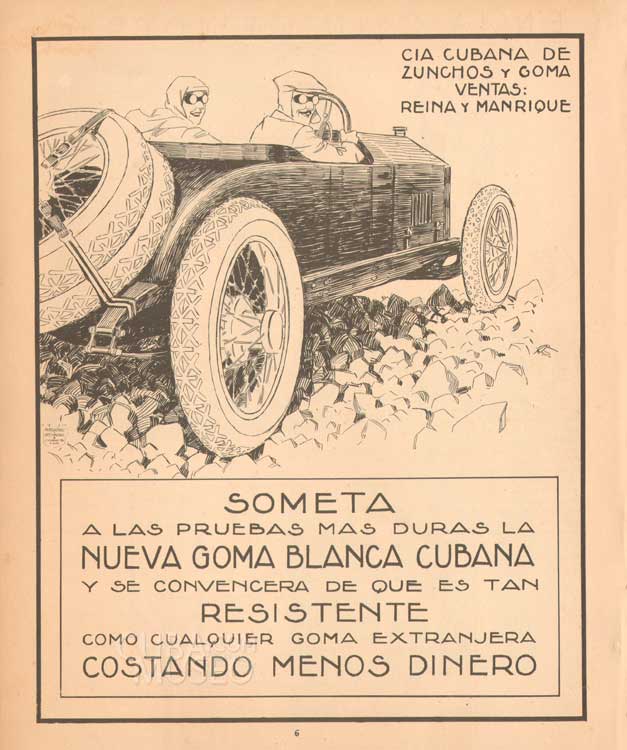 CIA CUBANA DE
ZUNCHOS Y GOMA
VENTAS:
REINA Y MANRIQUE
SOMETA
A LAS PRUEBAS MAS DURAS LA
NUEVA GOMA BLANCA CUBANA
Y SE CONVENCERA DE QUE ES TAN
RESISTENTE
COMO CUALQUIER GOMA EXTRANJERA
COSTANDO MENOS DINERO
6